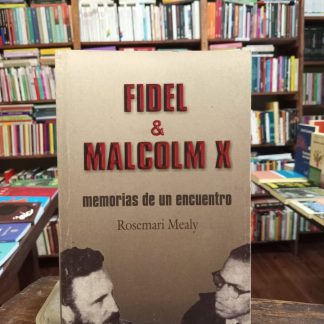 FIDEL
&
MALCOLM X
memorias de un encuentro
Rosemari Mealy